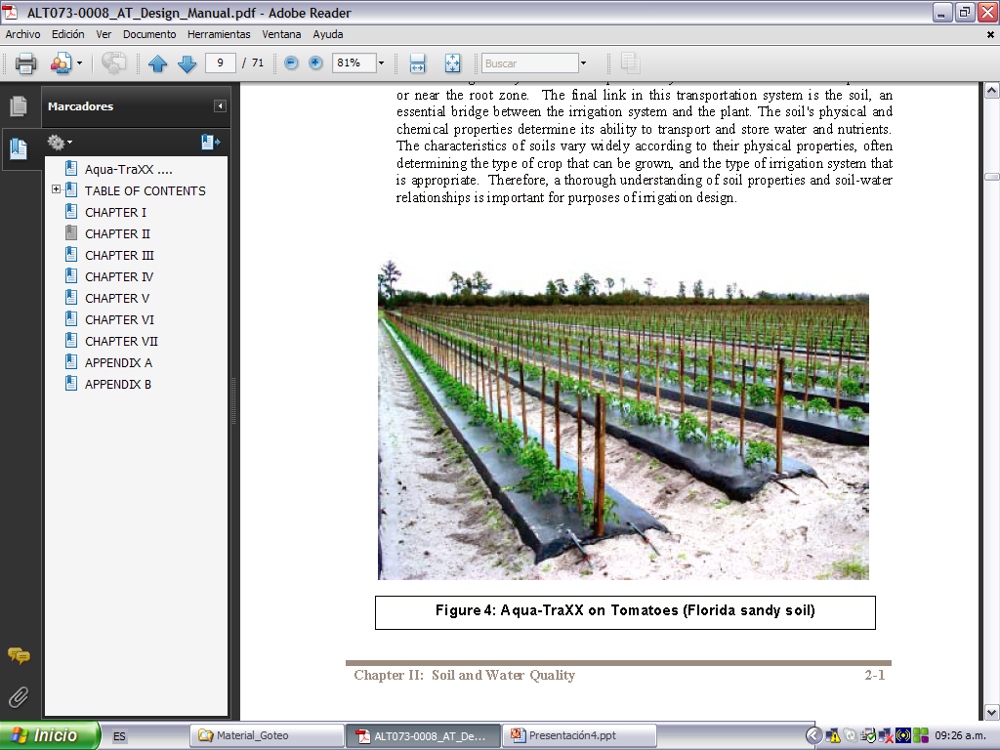 ALT073-0008_AT_Design_Manual.pdf - Adobe Reader
Archivo Edición Ver Documento Herramientas Ventana Ayuda
9 / 71 81% Buscar
Marcadores
Aqua-TraXX ....
TABLE OF CONTENTS
CHAPTER I
CHAPTER II
CHAPTER III
CHAPTER IV
CHAPTER V
CHAPTER VI
CHAPTER VII
APPENDIX A
APPENDIX B
or near the root zone. The final link in this transportation system is the soil, an
essential bridge between the irrigation system and the plant. The soil's physical and
chemical properties determine its ability to transport and store water and nutrients.
The characteristics of soils vary widely according to their physical properties, often
determining the type of crop that can be grown, and the type of irrigation system that
is appropriate. Therefore, a thorough understanding of soil properties and soil-water
relationships is important for purposes of irrigation design.
Figure 4: Aqua-TraXX on Tomatoes (Florida sandy soil)
Chapter II: Soil and Water Quality 2-1
Inicio ES Material_Goteo ALT073-0008_AT_De... Presentación4.ppt 09:26 a.m.